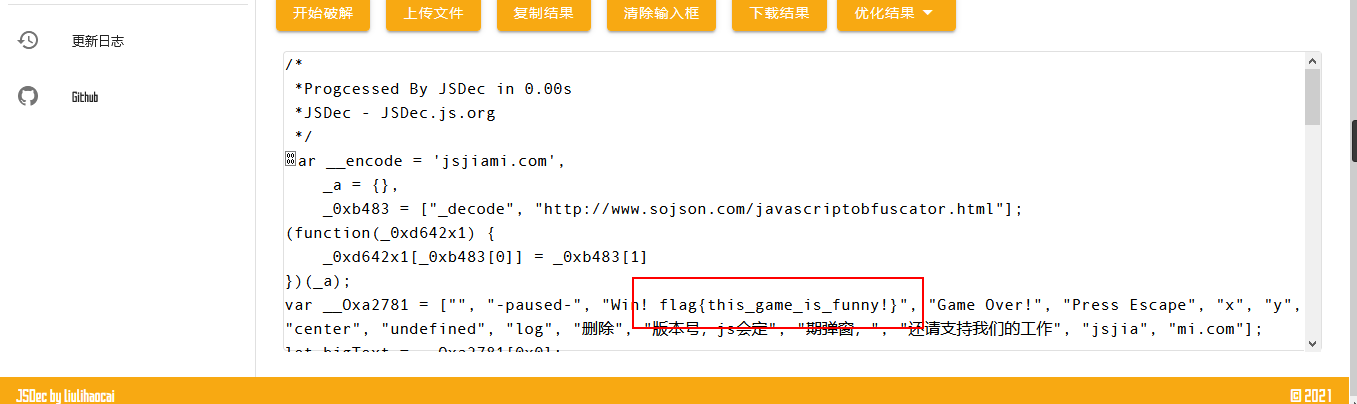 开始破解 上传文件 复制结果 清除输入框 下载结果 优化结果
更新日志
Github
/*
 *Progcessed By JSDec in 0.00s
 *JSDec - JSDec.js.org
 */
ar __encode = 'jsjiami.com',
    _a = {},
    _0xb483 = ["_decode", "http://www.sojson.com/javascriptobfuscator.html"];
(function(_0xd642x1) {
    _0xd642x1[_0xb483[0]] = _0xb483[1]
})(_a);
var __Oxa2781 = ["", "-paused-", "Win! flag{this_game_is_funny!}", "Game Over!", "Press Escape", "x", "y",
"center", "undefined", "log", "删除", "版本号，js会定", "期弹窗，", "还请支持我们的工作", "jsjia", "mi.com"];
let bigText = __Oxa2781[0x0];
JSDec by liulihaocai
© 2021